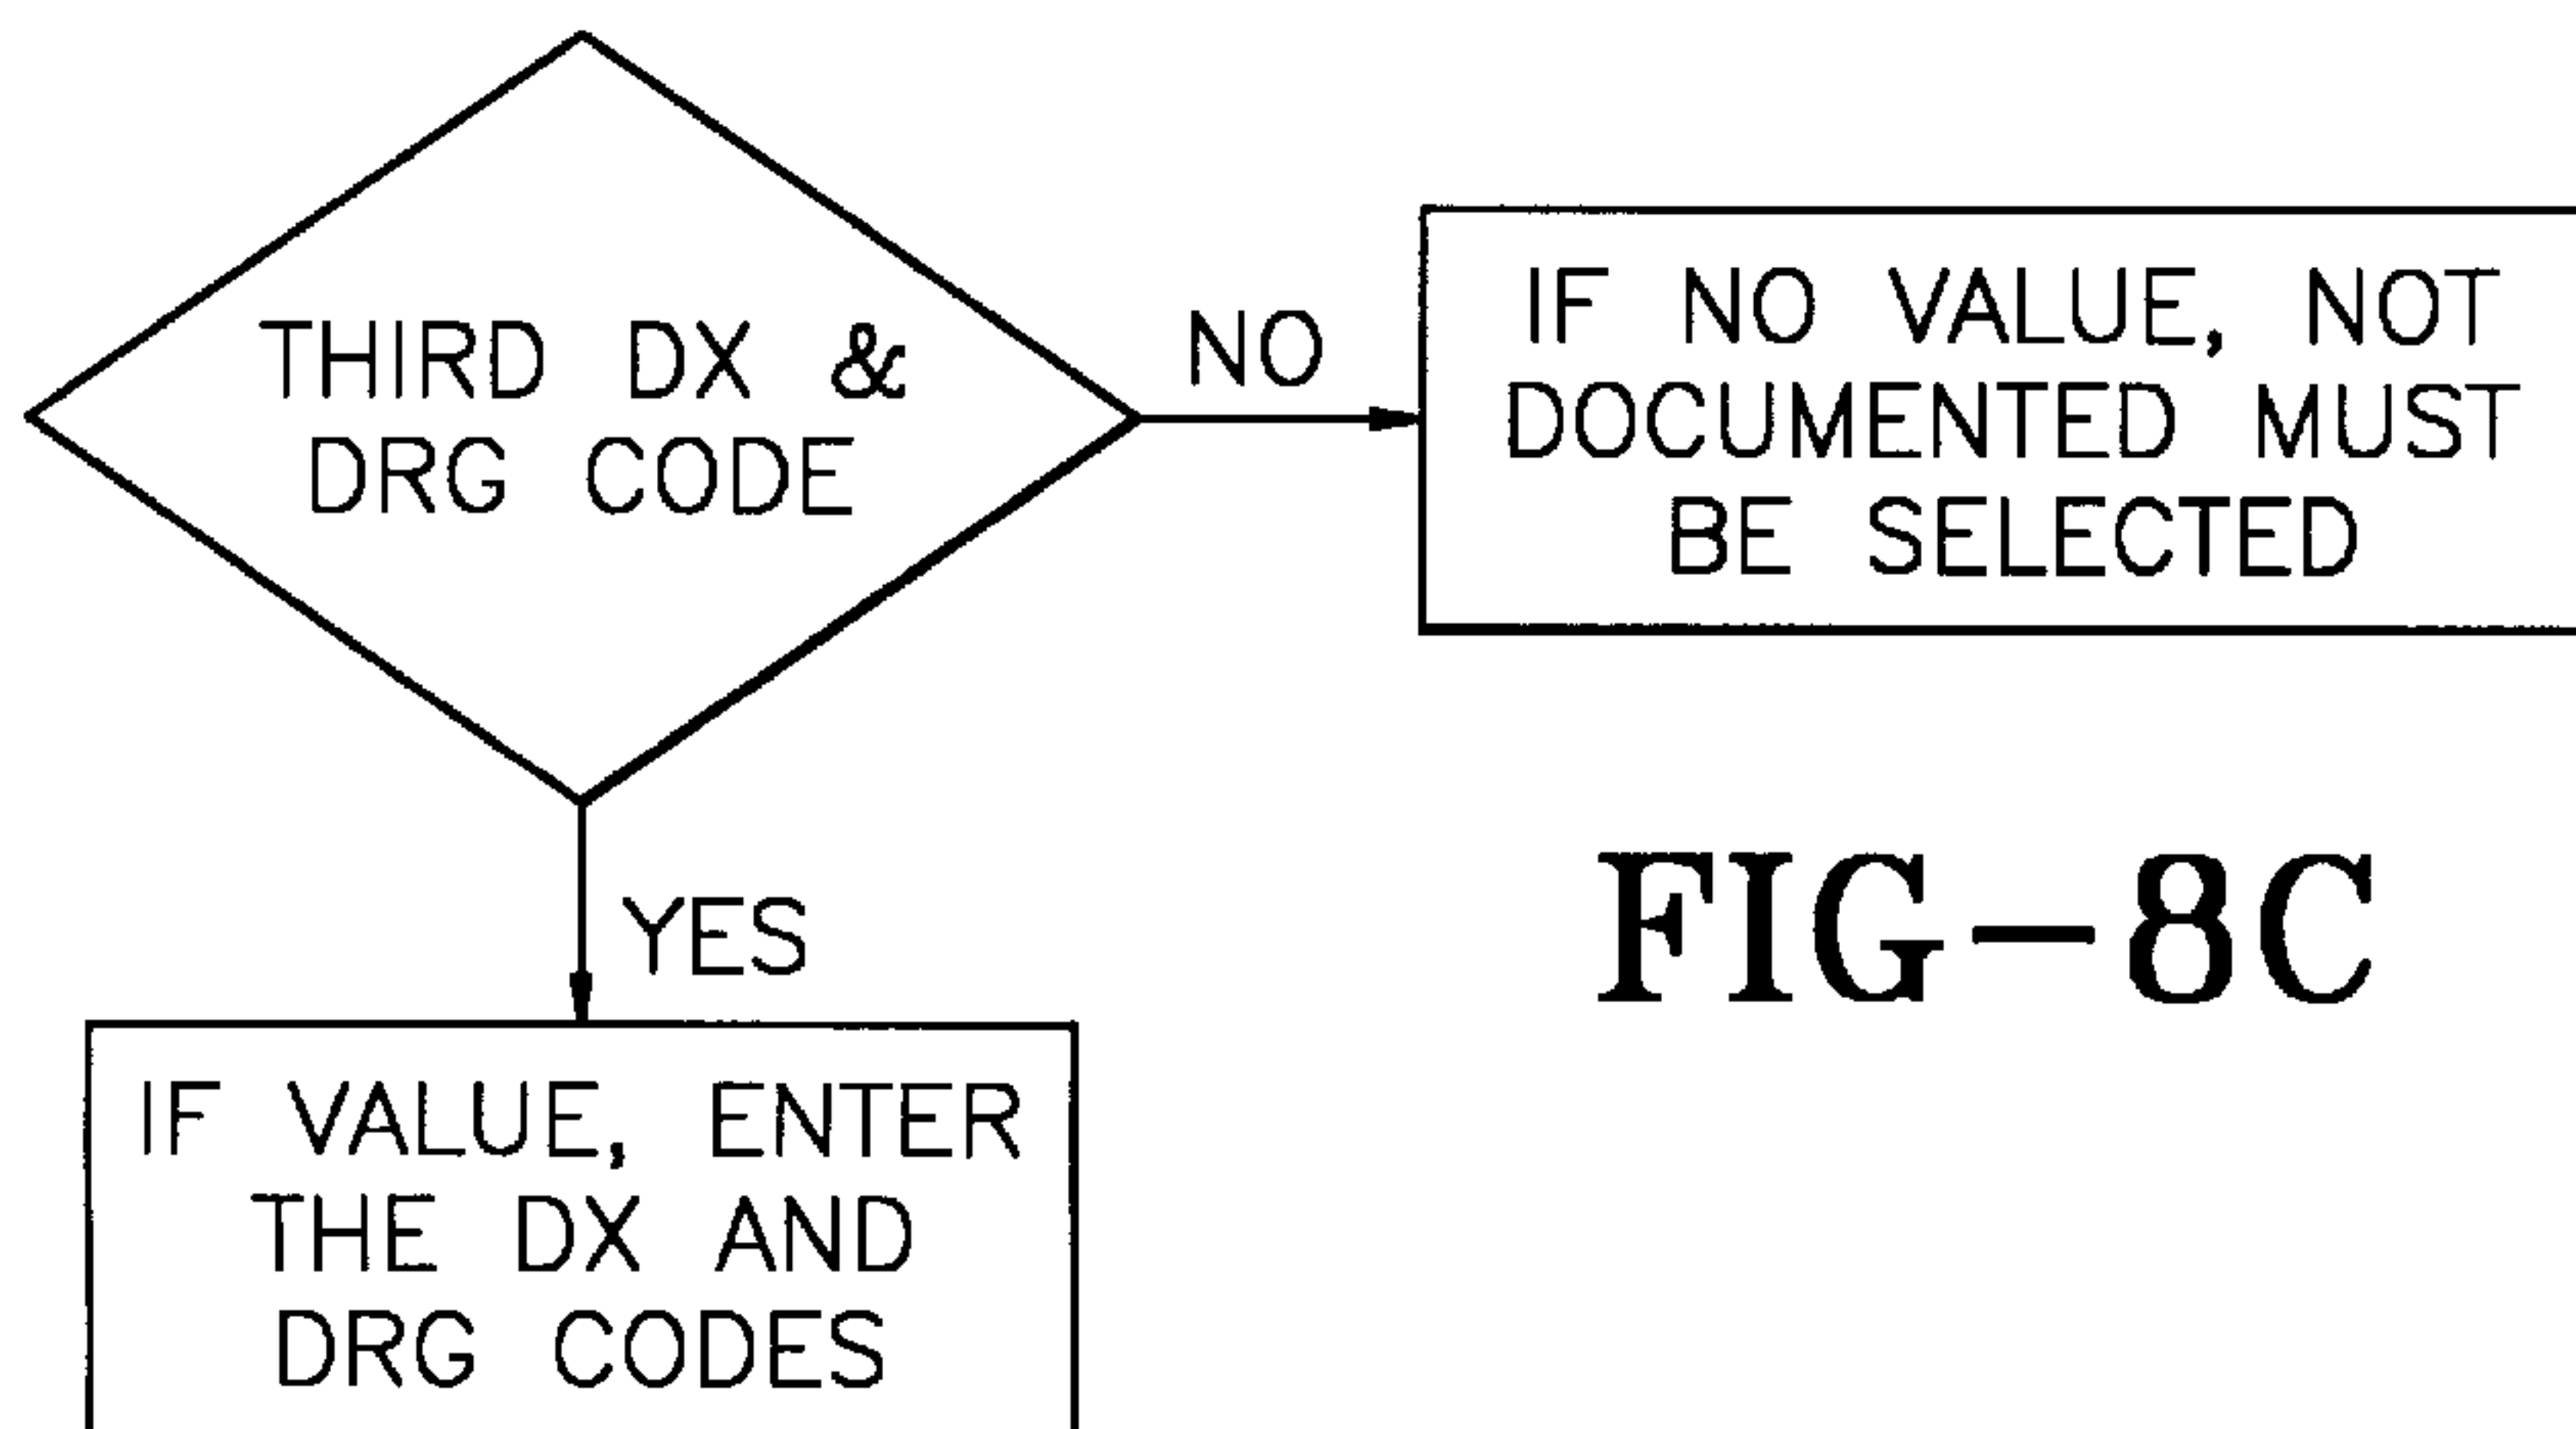 THIRD DX &
DRG CODE
NO
IF NO VALUE, NOT
DOCUMENTED MUST
BE SELECTED
YES
IF VALUE, ENTER
THE DX AND
DRG CODES
FIG-8C